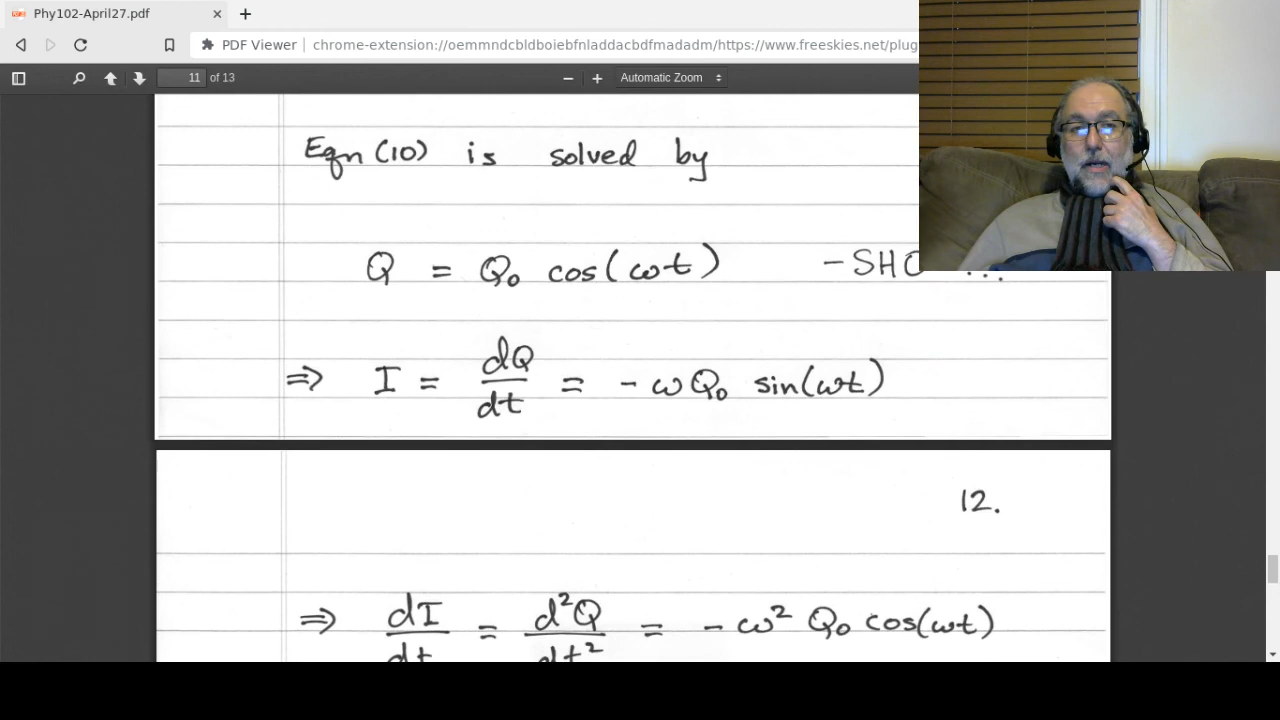 Phy102-April27.pdf
PDF Viewer chrome-extension://oemmndcbldboiebfnladdacbdfmadadm/https://www.freeskies.net/plug
11 of 13
Automatic Zoom
Eqn (10) is solved by
Q = Q₀ cos(ωt) - SHO ...
⇒ I = dQ/dt = - ω Q₀ sin(ωt)
12.
⇒ dI/dt = d²Q/dt² = - ω² Q₀ cos(ωt)